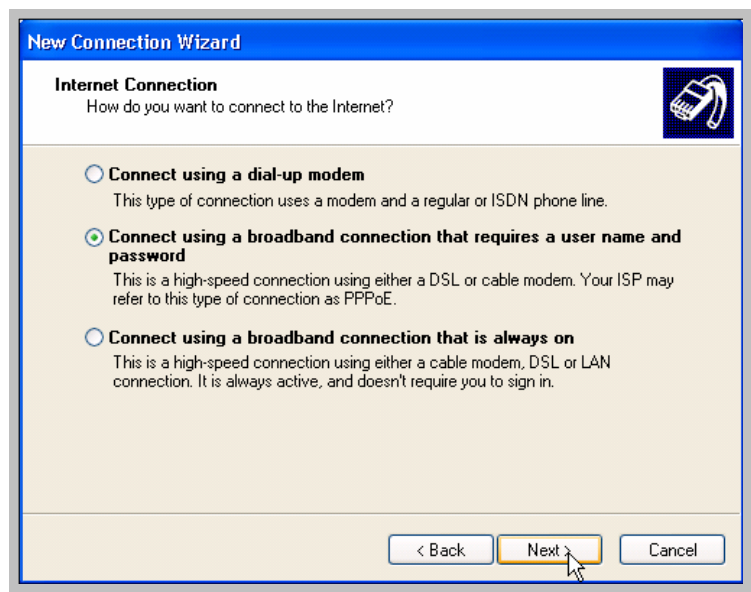 New Connection Wizard
Internet Connection
How do you want to connect to the Internet?
Connect using a dial-up modem
This type of connection uses a modem and a regular or ISDN phone line.
Connect using a broadband connection that requires a user name and
password
This is a high-speed connection using either a DSL or cable modem. Your ISP may
refer to this type of connection as PPPoE.
Connect using a broadband connection that is always on
This is a high-speed connection using either a cable modem, DSL or LAN
connection. It is always active, and doesn't require you to sign in.
< Back
Next >
Cancel